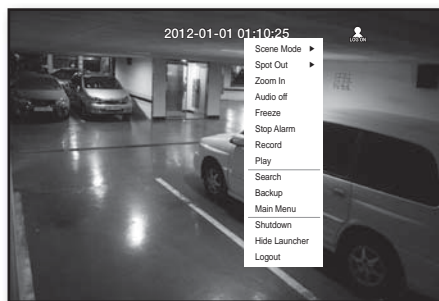 2012-01-01 01:10:25
LOG ON
Scene Mode ▶
Spot Out ▶
Zoom In
Audio off
Freeze
Stop Alarm
Record
Play
Search
Backup
Main Menu
Shutdown
Hide Launcher
Logout